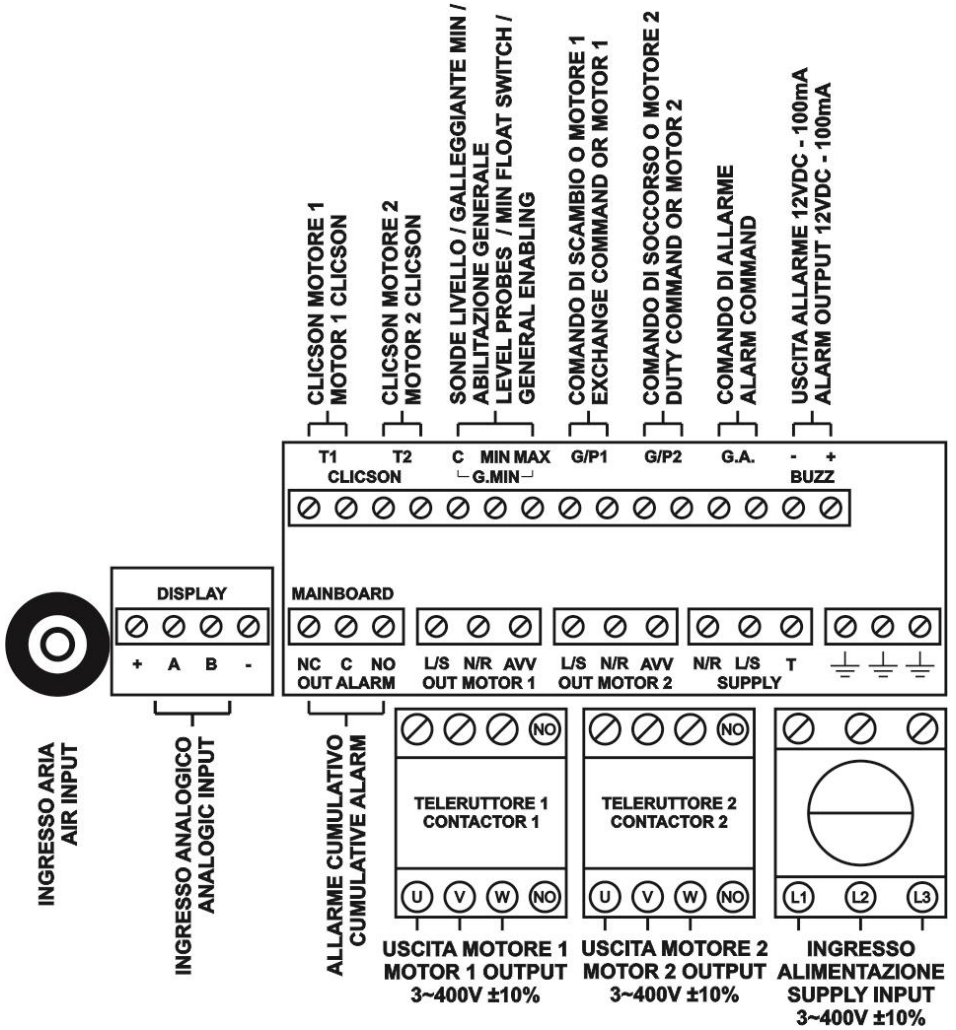 CLICSON MOTORE 1
MOTOR 1 CLICSON
CLICSON MOTORE 2
MOTOR 2 CLICSON
SONDE LIVELLO / GALLEGGIANTE MIN /
ABILITAZIONE GENERALE
LEVEL PROBES / MIN FLOAT SWITCH /
GENERAL ENABLING
COMANDO DI SCAMBIO O MOTORE 1
EXCHANGE COMMAND OR MOTOR 1
COMANDO DI SOCCORSO O MOTORE 2
DUTY COMMAND OR MOTOR 2
COMANDO DI ALLARME
ALARM COMMAND
USCITA ALLARME 12VDC - 100mA
ALARM OUTPUT 12VDC - 100mA
T1 T2 C MIN MAX G/P1 G/P2 G.A. - +
CLICSON G.MIN BUZZ
DISPLAY
+ A B -
MAINBOARD
NC C NO L/S N/R AVV L/S N/R AVV N/R L/S T
OUT ALARM OUT MOTOR 1 OUT MOTOR 2 SUPPLY
INGRESSO ARIA
AIR INPUT
INGRESSO ANALOGICO
ANALOGIC INPUT
ALLARME CUMULATIVO
CUMULATIVE ALARM
NO
TELERUTTORE 1
CONTACTOR 1
U V W NO
USCITA MOTORE 1
MOTOR 1 OUTPUT
3~400V ±10%
NO
TELERUTTORE 2
CONTACTOR 2
U V W NO
USCITA MOTORE 2
MOTOR 2 OUTPUT
3~400V ±10%
L1 L2 L3
INGRESSO
ALIMENTAZIONE
SUPPLY INPUT
3~400V ±10%